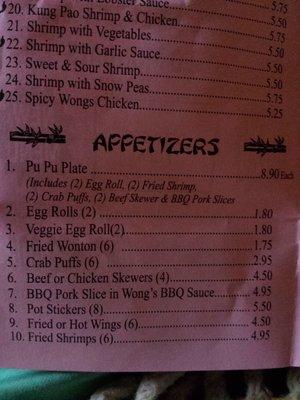 with Lobster Sauce 5.75
20. Kung Pao Shrimp & Chicken 5.50
21. Shrimp with Vegetables 5.75
22. Shrimp with Garlic Sauce 5.50
23. Sweet & Sour Shrimp 5.50
24. Shrimp with Snow Peas 5.75
25. Spicy Wongs Chicken 5.25
APPETIZERS
1. Pu Pu Plate 8.90 Each
(Includes (2) Egg Roll, (2) Fried Shrimp,
(2) Crab Puffs, (2) Beef Skewer & BBQ Pork Slices
2. Egg Rolls (2) 1.80
3. Veggie Egg Roll(2) 1.80
4. Fried Wonton (6) 1.75
5. Crab Puffs (6) 2.95
6. Beef or Chicken Skewers (4) 4.50
7. BBQ Pork Slice in Wong's BBQ Sauce 4.95
8. Pot Stickers (8) 5.50
9. Fried or Hot Wings (6) 4.50
10. Fried Shrimps (6) 4.95